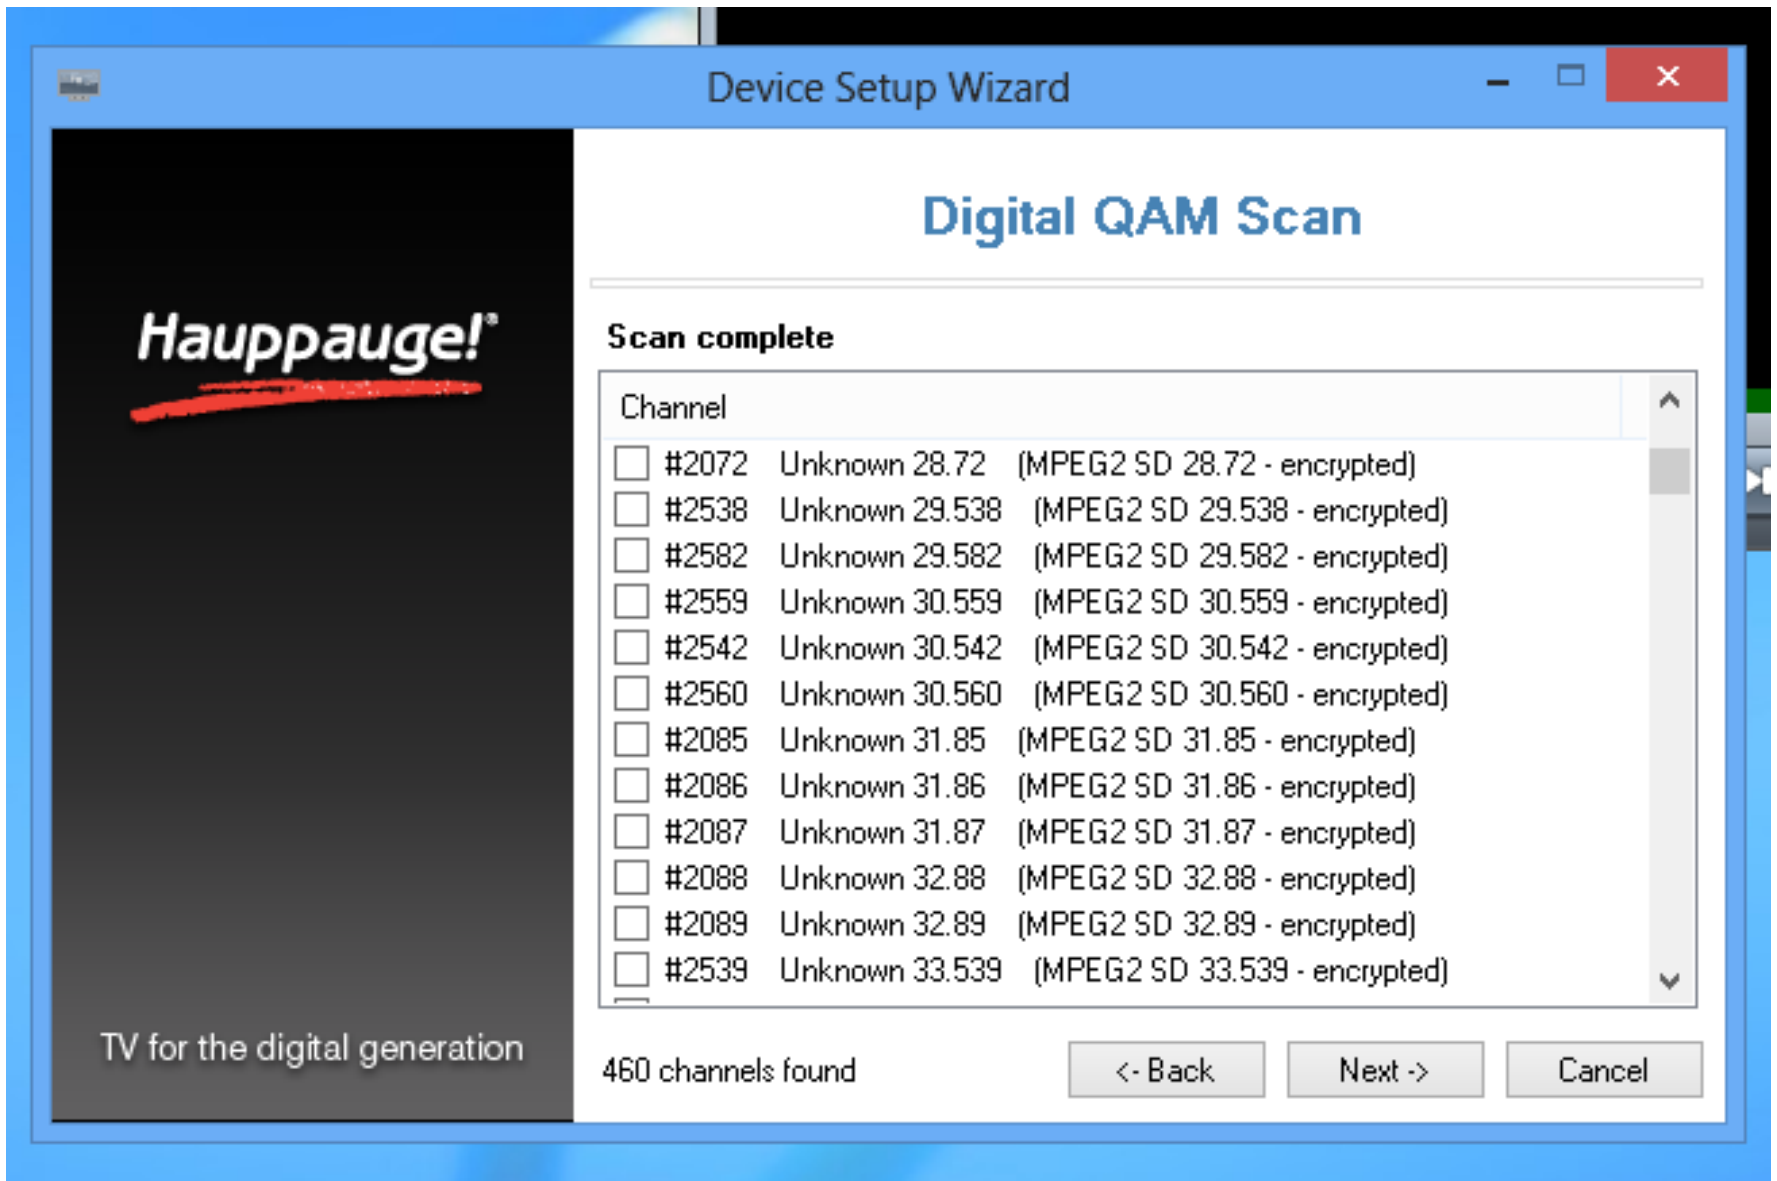 Device Setup Wizard
Hauppauge!®
TV for the digital generation
Digital QAM Scan
Scan complete
Channel
#2072 Unknown 28.72 (MPEG2 SD 28.72 - encrypted)
#2538 Unknown 29.538 (MPEG2 SD 29.538 - encrypted)
#2582 Unknown 29.582 (MPEG2 SD 29.582 - encrypted)
#2559 Unknown 30.559 (MPEG2 SD 30.559 - encrypted)
#2542 Unknown 30.542 (MPEG2 SD 30.542 - encrypted)
#2560 Unknown 30.560 (MPEG2 SD 30.560 - encrypted)
#2085 Unknown 31.85 (MPEG2 SD 31.85 - encrypted)
#2086 Unknown 31.86 (MPEG2 SD 31.86 - encrypted)
#2087 Unknown 31.87 (MPEG2 SD 31.87 - encrypted)
#2088 Unknown 32.88 (MPEG2 SD 32.88 - encrypted)
#2089 Unknown 32.89 (MPEG2 SD 32.89 - encrypted)
#2539 Unknown 33.539 (MPEG2 SD 33.539 - encrypted)
460 channels found
<- Back
Next ->
Cancel